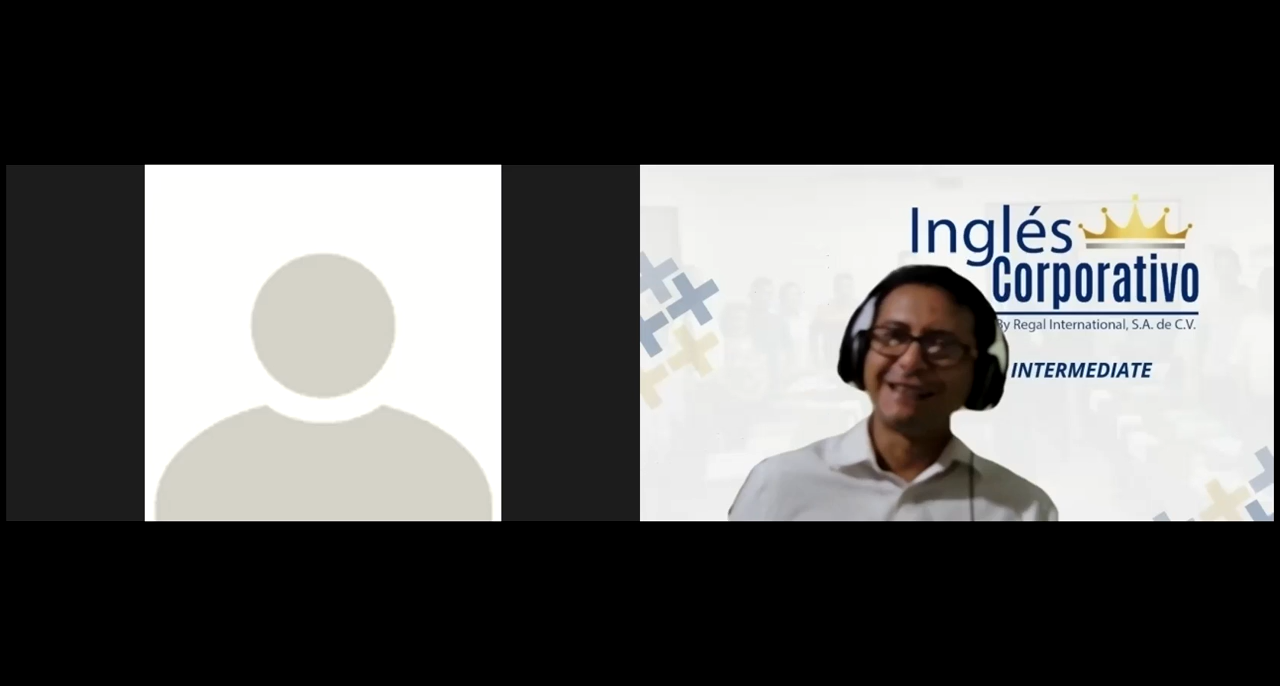 Inglés
Corporativo
By Regal International, S.A. de C.V.
INTERMEDIATE